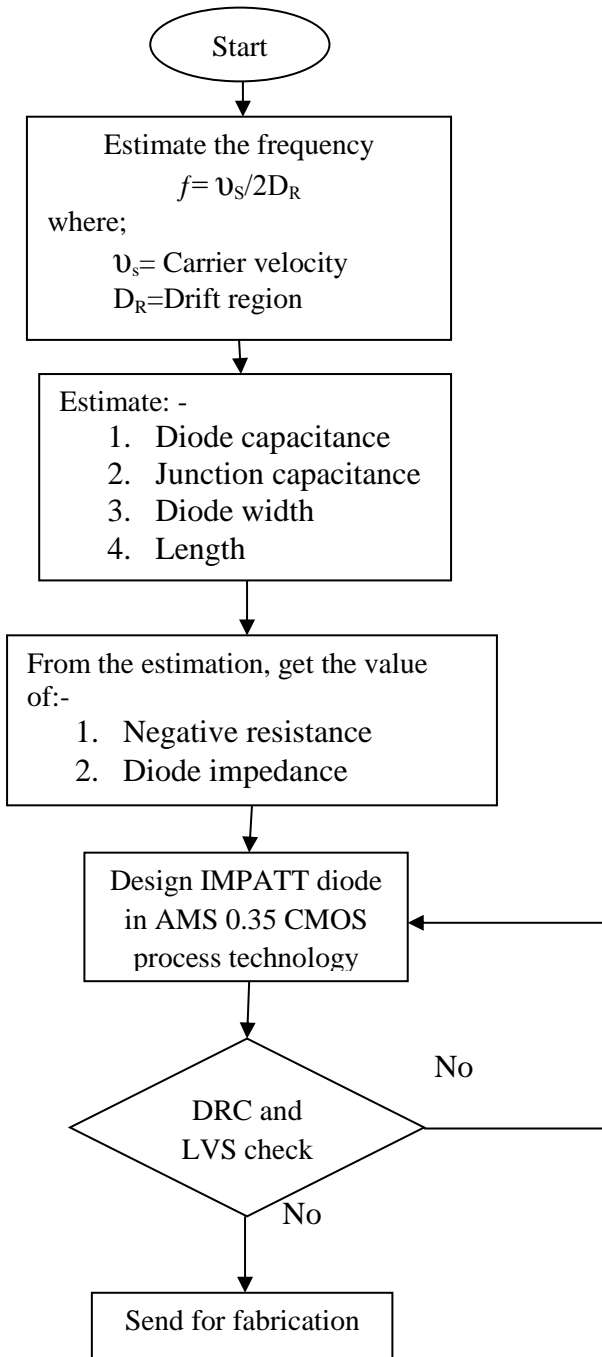 Start
Estimate the frequency
f= υS/2DR
where;
υs= Carrier velocity
DR=Drift region
Estimate: -
1. Diode capacitance
2. Junction capacitance
3. Diode width
4. Length
From the estimation, get the value
of:-
1. Negative resistance
2. Diode impedance
Design IMPATT diode
in AMS 0.35 CMOS
process technology
No
DRC and
LVS check
No
Send for fabrication